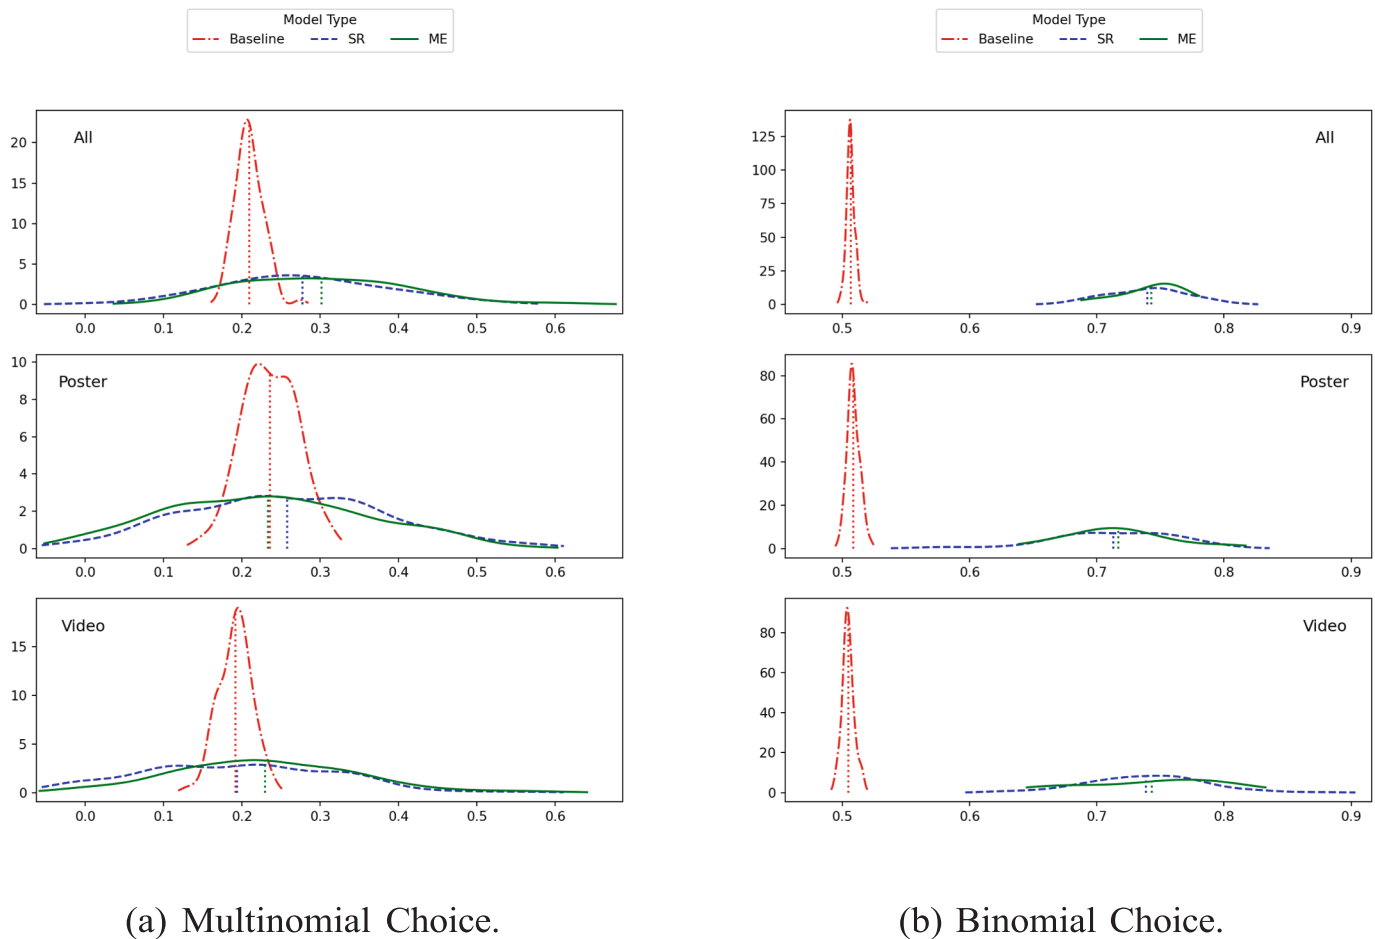 Model Type
Baseline SR ME
All
20
15
10
5
0
0.0 0.1 0.2 0.3 0.4 0.5 0.6
Poster
10
8
6
4
2
0
0.0 0.1 0.2 0.3 0.4 0.5 0.6
Video
15
10
5
0
0.0 0.1 0.2 0.3 0.4 0.5 0.6
(a) Multinomial Choice.
Model Type
Baseline SR ME
All
125
100
75
50
25
0
0.5 0.6 0.7 0.8 0.9
Poster
80
60
40
20
0
0.5 0.6 0.7 0.8 0.9
Video
80
60
40
20
0
0.5 0.6 0.7 0.8 0.9
(b) Binomial Choice.